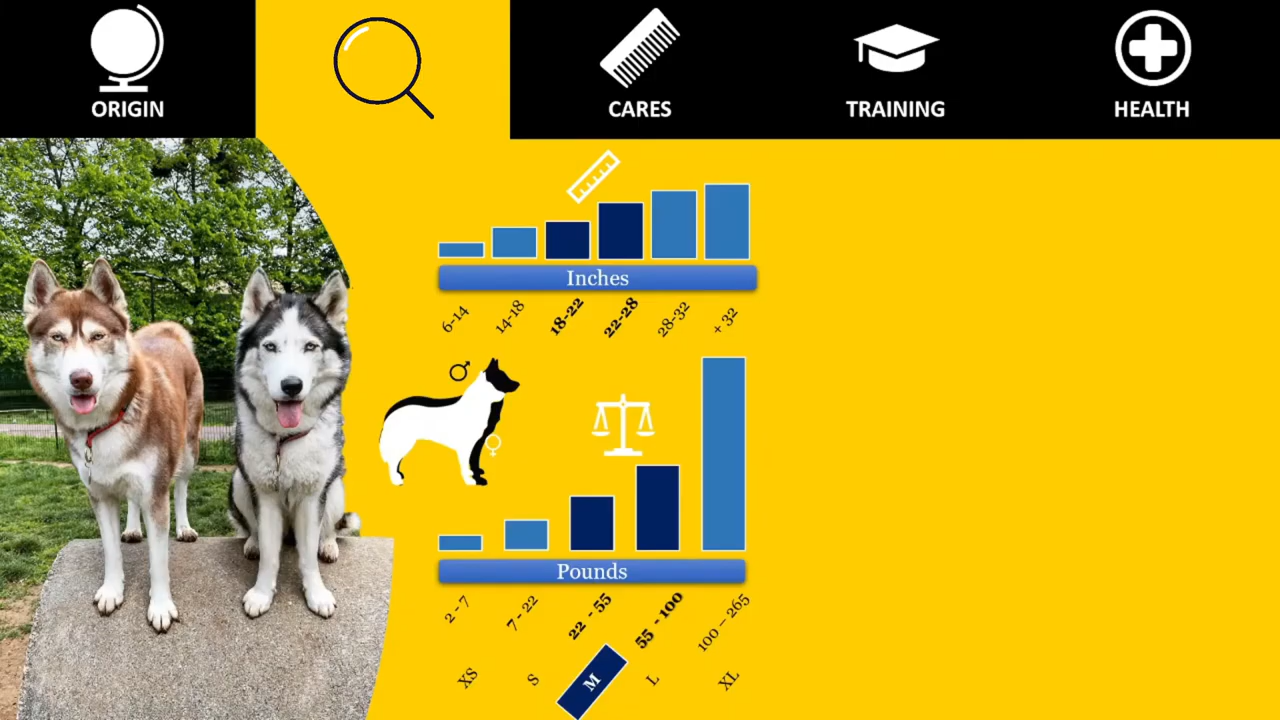 ORIGIN
CARES
TRAINING
HEALTH
Inches
6-14
14-18
18-22
22-28
28-32
+ 32
Pounds
2 - 7
7 - 22
22 - 55
55 - 100
100 – 265
XS
S
M
L
XL